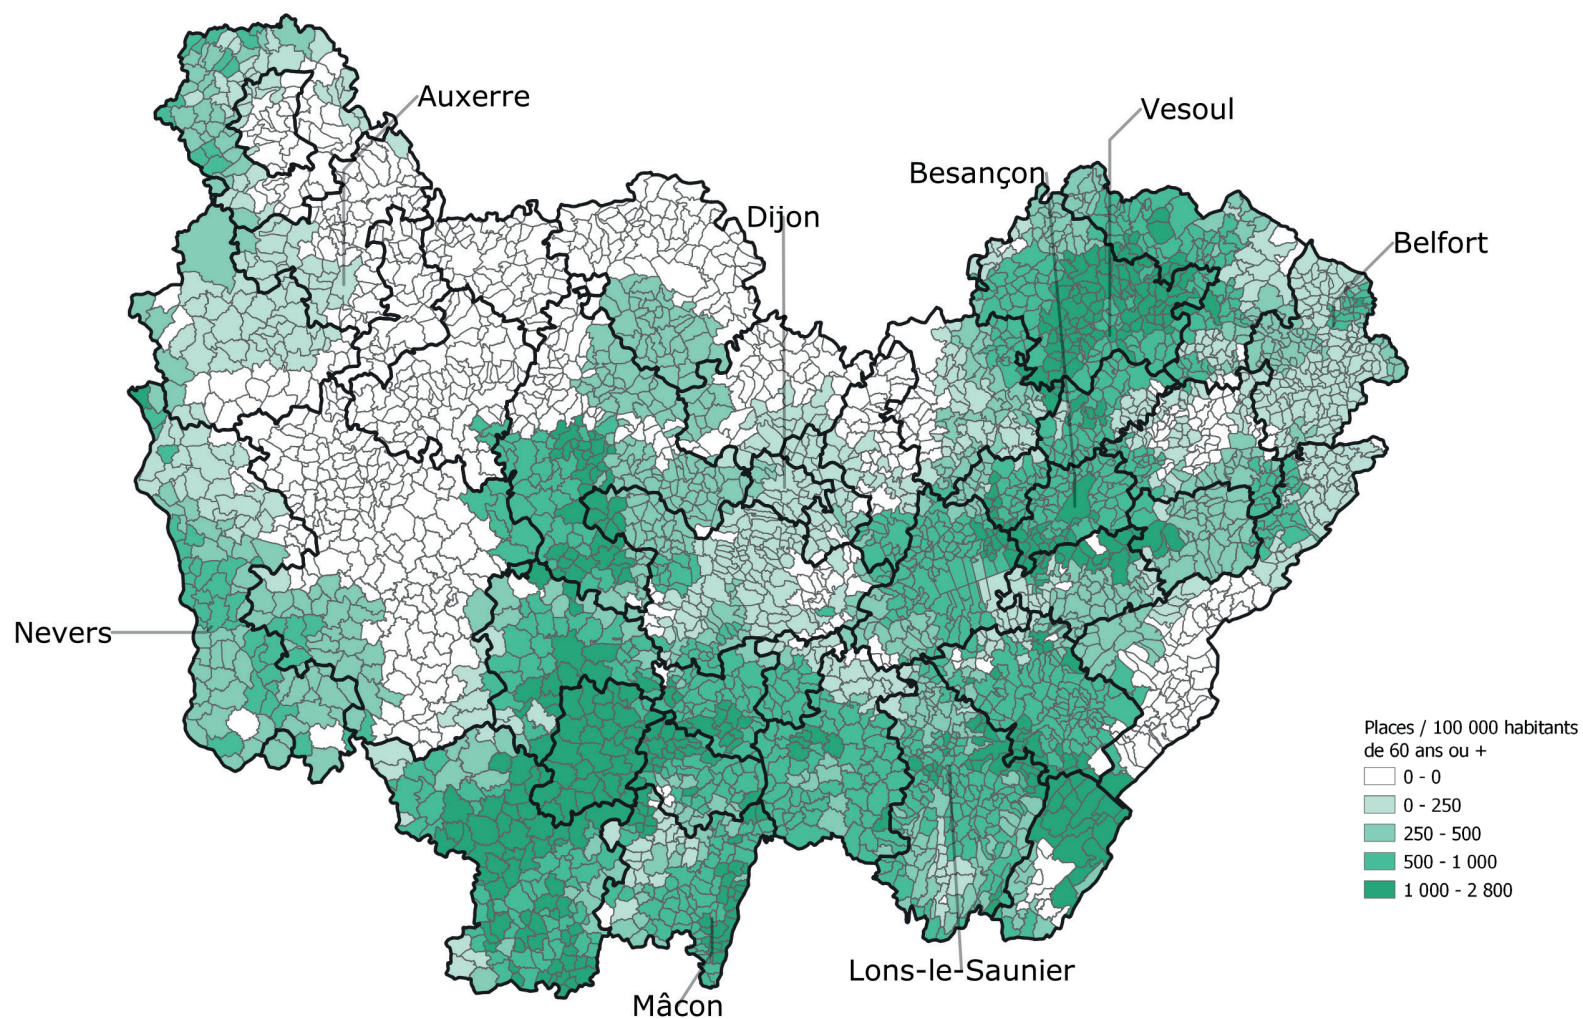 Auxerre
Vesoul
Besançon
Dijon
Belfort
Nevers
Places / 100 000 habitants
de 60 ans ou +
0 - 0
0 - 250
250 - 500
500 - 1 000
1 000 - 2 800
Lons-le-Saunier
Mâcon